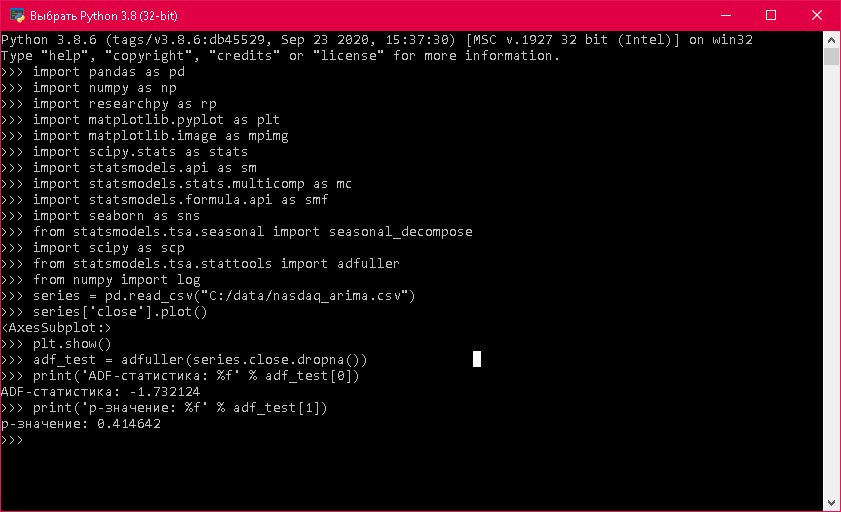 Выбрать Python 3.8 (32-bit)
Python 3.8.6 (tags/v3.8.6:db45529, Sep 23 2020, 15:37:30) [MSC v.1927 32 bit (Intel)] on win32
Type "help", "copyright", "credits" or "license" for more information.
>>> import pandas as pd
>>> import numpy as np
>>> import researchpy as rp
>>> import matplotlib.pyplot as plt
>>> import matplotlib.image as mpimg
>>> import scipy.stats as stats
>>> import statsmodels.api as sm
>>> import statsmodels.stats.multicomp as mc
>>> import statsmodels.formula.api as smf
>>> import seaborn as sns
>>> from statsmodels.tsa.seasonal import seasonal_decompose
>>> import scipy as scp
>>> from statsmodels.tsa.stattools import adfuller
>>> from numpy import log
>>> series = pd.read_csv("C:/data/nasdaq_arima.csv")
>>> series['close'].plot()
<AxesSubplot:>
>>> plt.show()
>>> adf_test = adfuller(series.close.dropna())
>>> print('ADF-статистика: %f' % adf_test[0])
ADF-статистика: -1.732124
>>> print('p-значение: %f' % adf_test[1])
p-значение: 0.414642
>>>